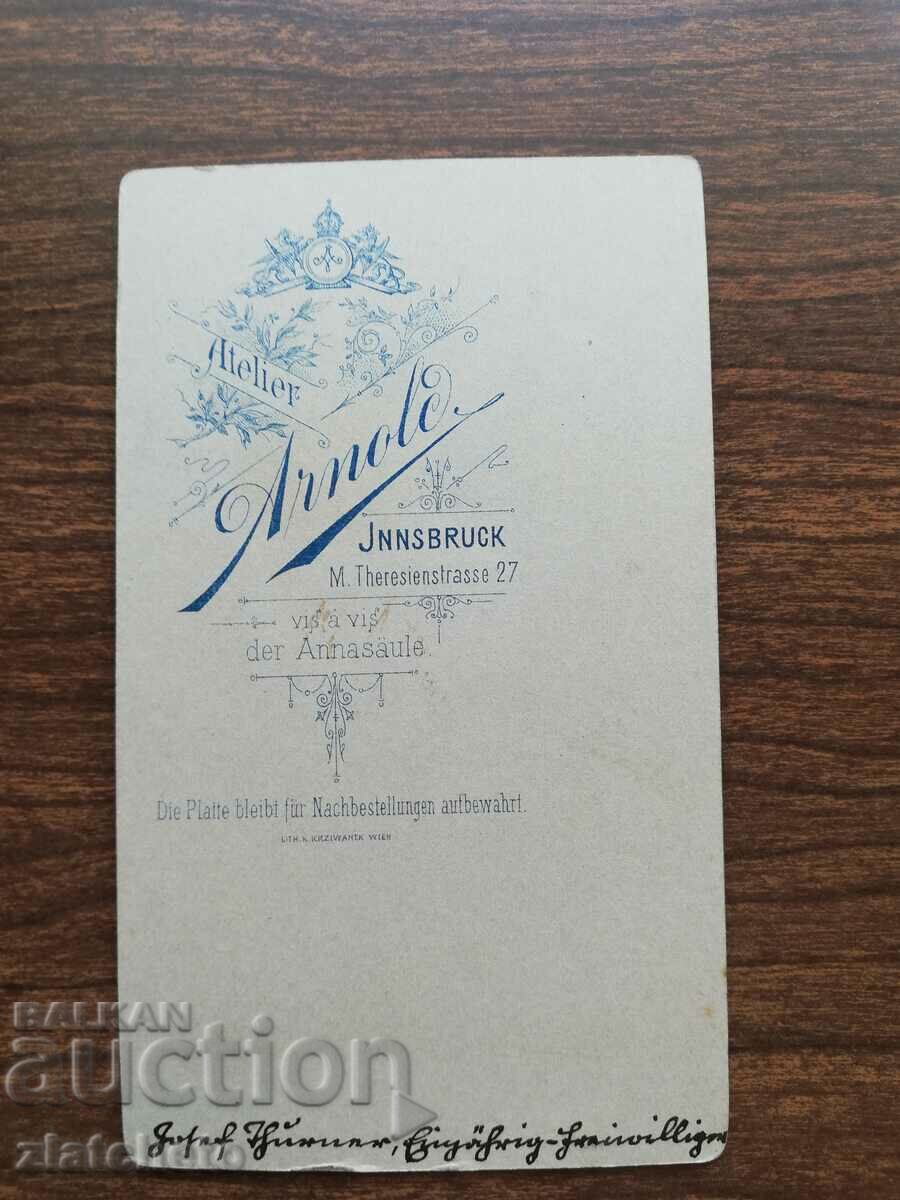 A
Atelier
Arnold
JNNSBRUCK
M. Theresienstrasse 27
vis à vis
der Annasäule.
Die Platte bleibt für Nachbestellungen aufbewahrt.
LITH. K. KRZIWANEK WIEN
BALKAN
auction
zlatehero
Josef Thurner, Einjährig-Freiwilliger